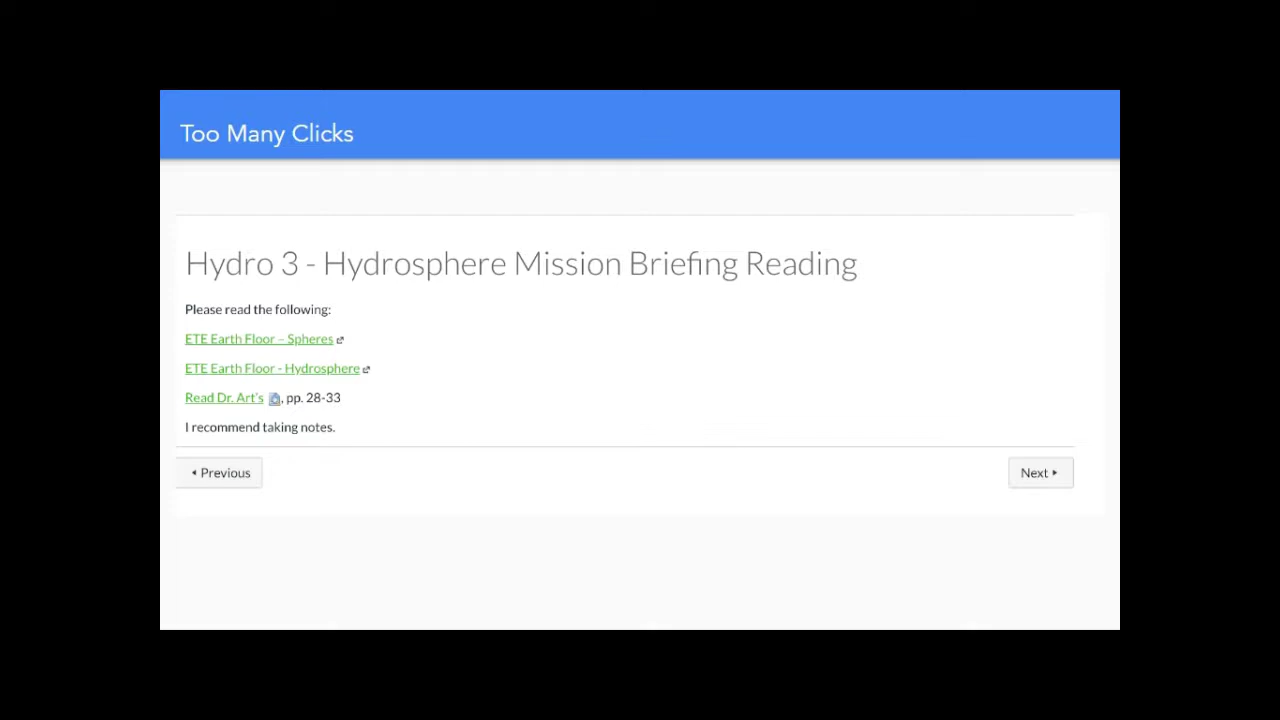 Too Many Clicks
Hydro 3 - Hydrosphere Mission Briefing Reading
Please read the following:
ETE Earth Floor – Spheres
ETE Earth Floor - Hydrosphere
Read Dr. Art's , pp. 28-33
I recommend taking notes.
Previous
Next